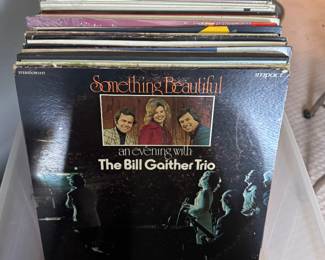 Something Beautiful
impact
an evening with
The Bill Gaither Trio